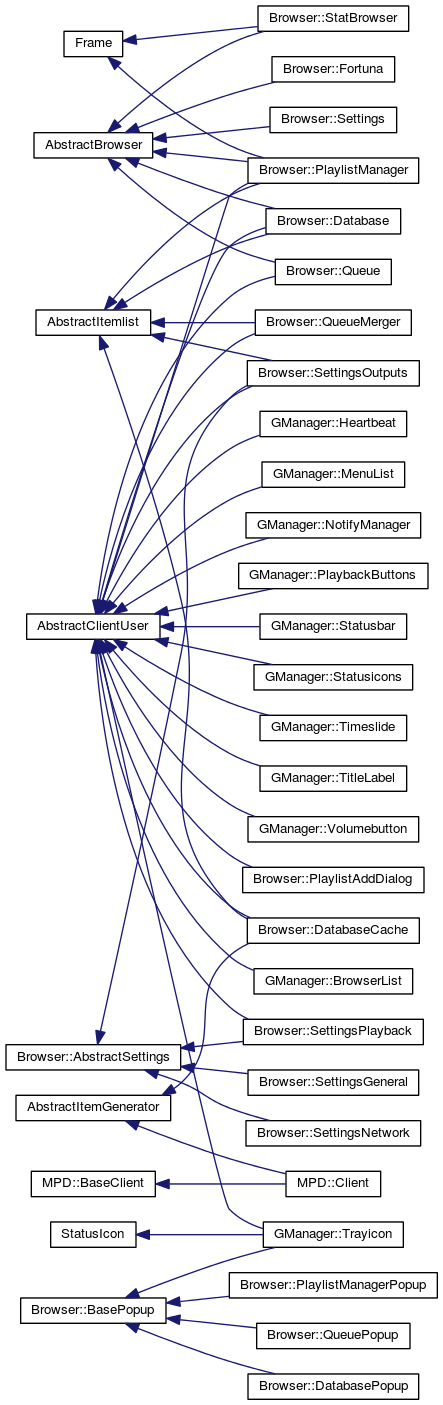 Browser::StatBrowser
Frame
Browser::Fortuna
Browser::Settings
AbstractBrowser
Browser::PlaylistManager
Browser::Database
Browser::Queue
AbstractItemlist
Browser::QueueMerger
Browser::SettingsOutputs
GManager::Heartbeat
GManager::MenuList
GManager::NotifyManager
GManager::PlaybackButtons
AbstractClientUser
GManager::Statusbar
GManager::Statusicons
GManager::Timeslide
GManager::TitleLabel
GManager::Volumebutton
Browser::PlaylistAddDialog
Browser::DatabaseCache
GManager::BrowserList
Browser::SettingsPlayback
Browser::AbstractSettings
Browser::SettingsGeneral
AbstractItemGenerator
Browser::SettingsNetwork
MPD::BaseClient
MPD::Client
StatusIcon
GManager::Trayicon
Browser::PlaylistManagerPopup
Browser::BasePopup
Browser::QueuePopup
Browser::DatabasePopup